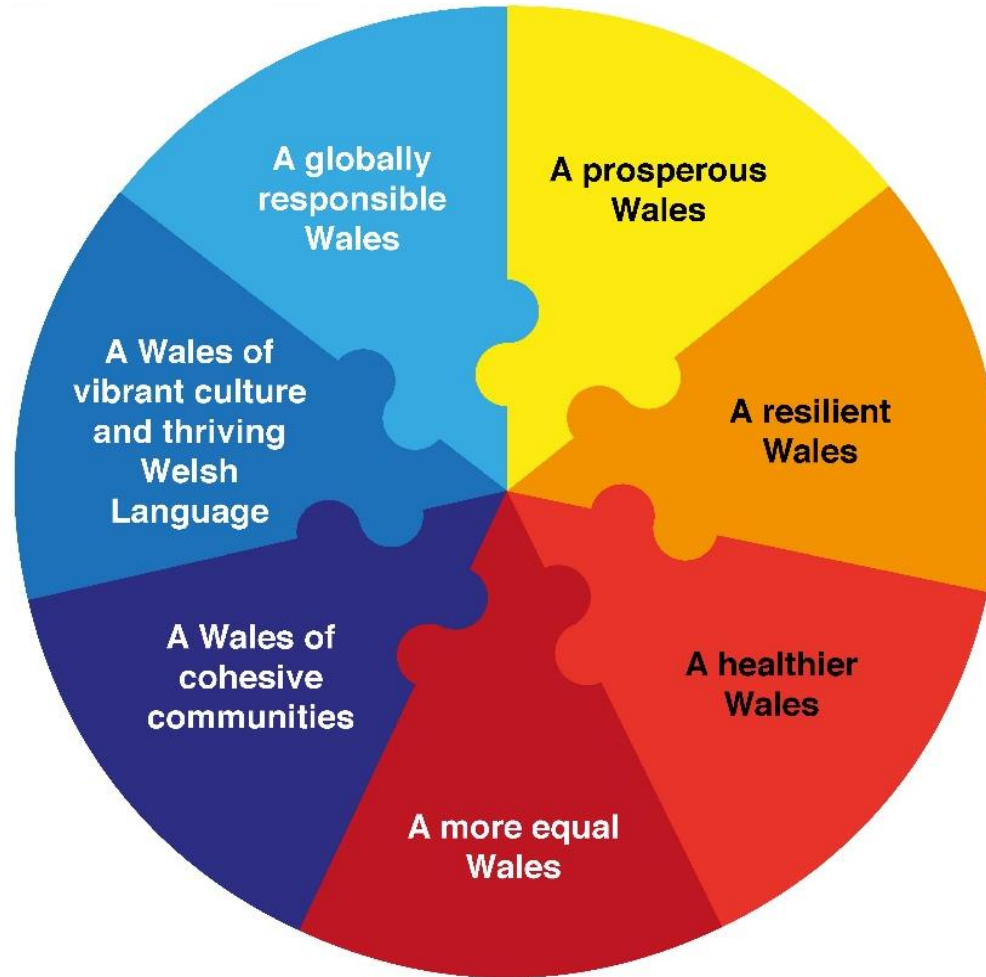 A prosperous
Wales
A resilient
Wales
A healthier
Wales
A more equal
Wales
A Wales of
cohesive
communities
A Wales of
vibrant culture
and thriving
Welsh
Language
A globally
responsible
Wales